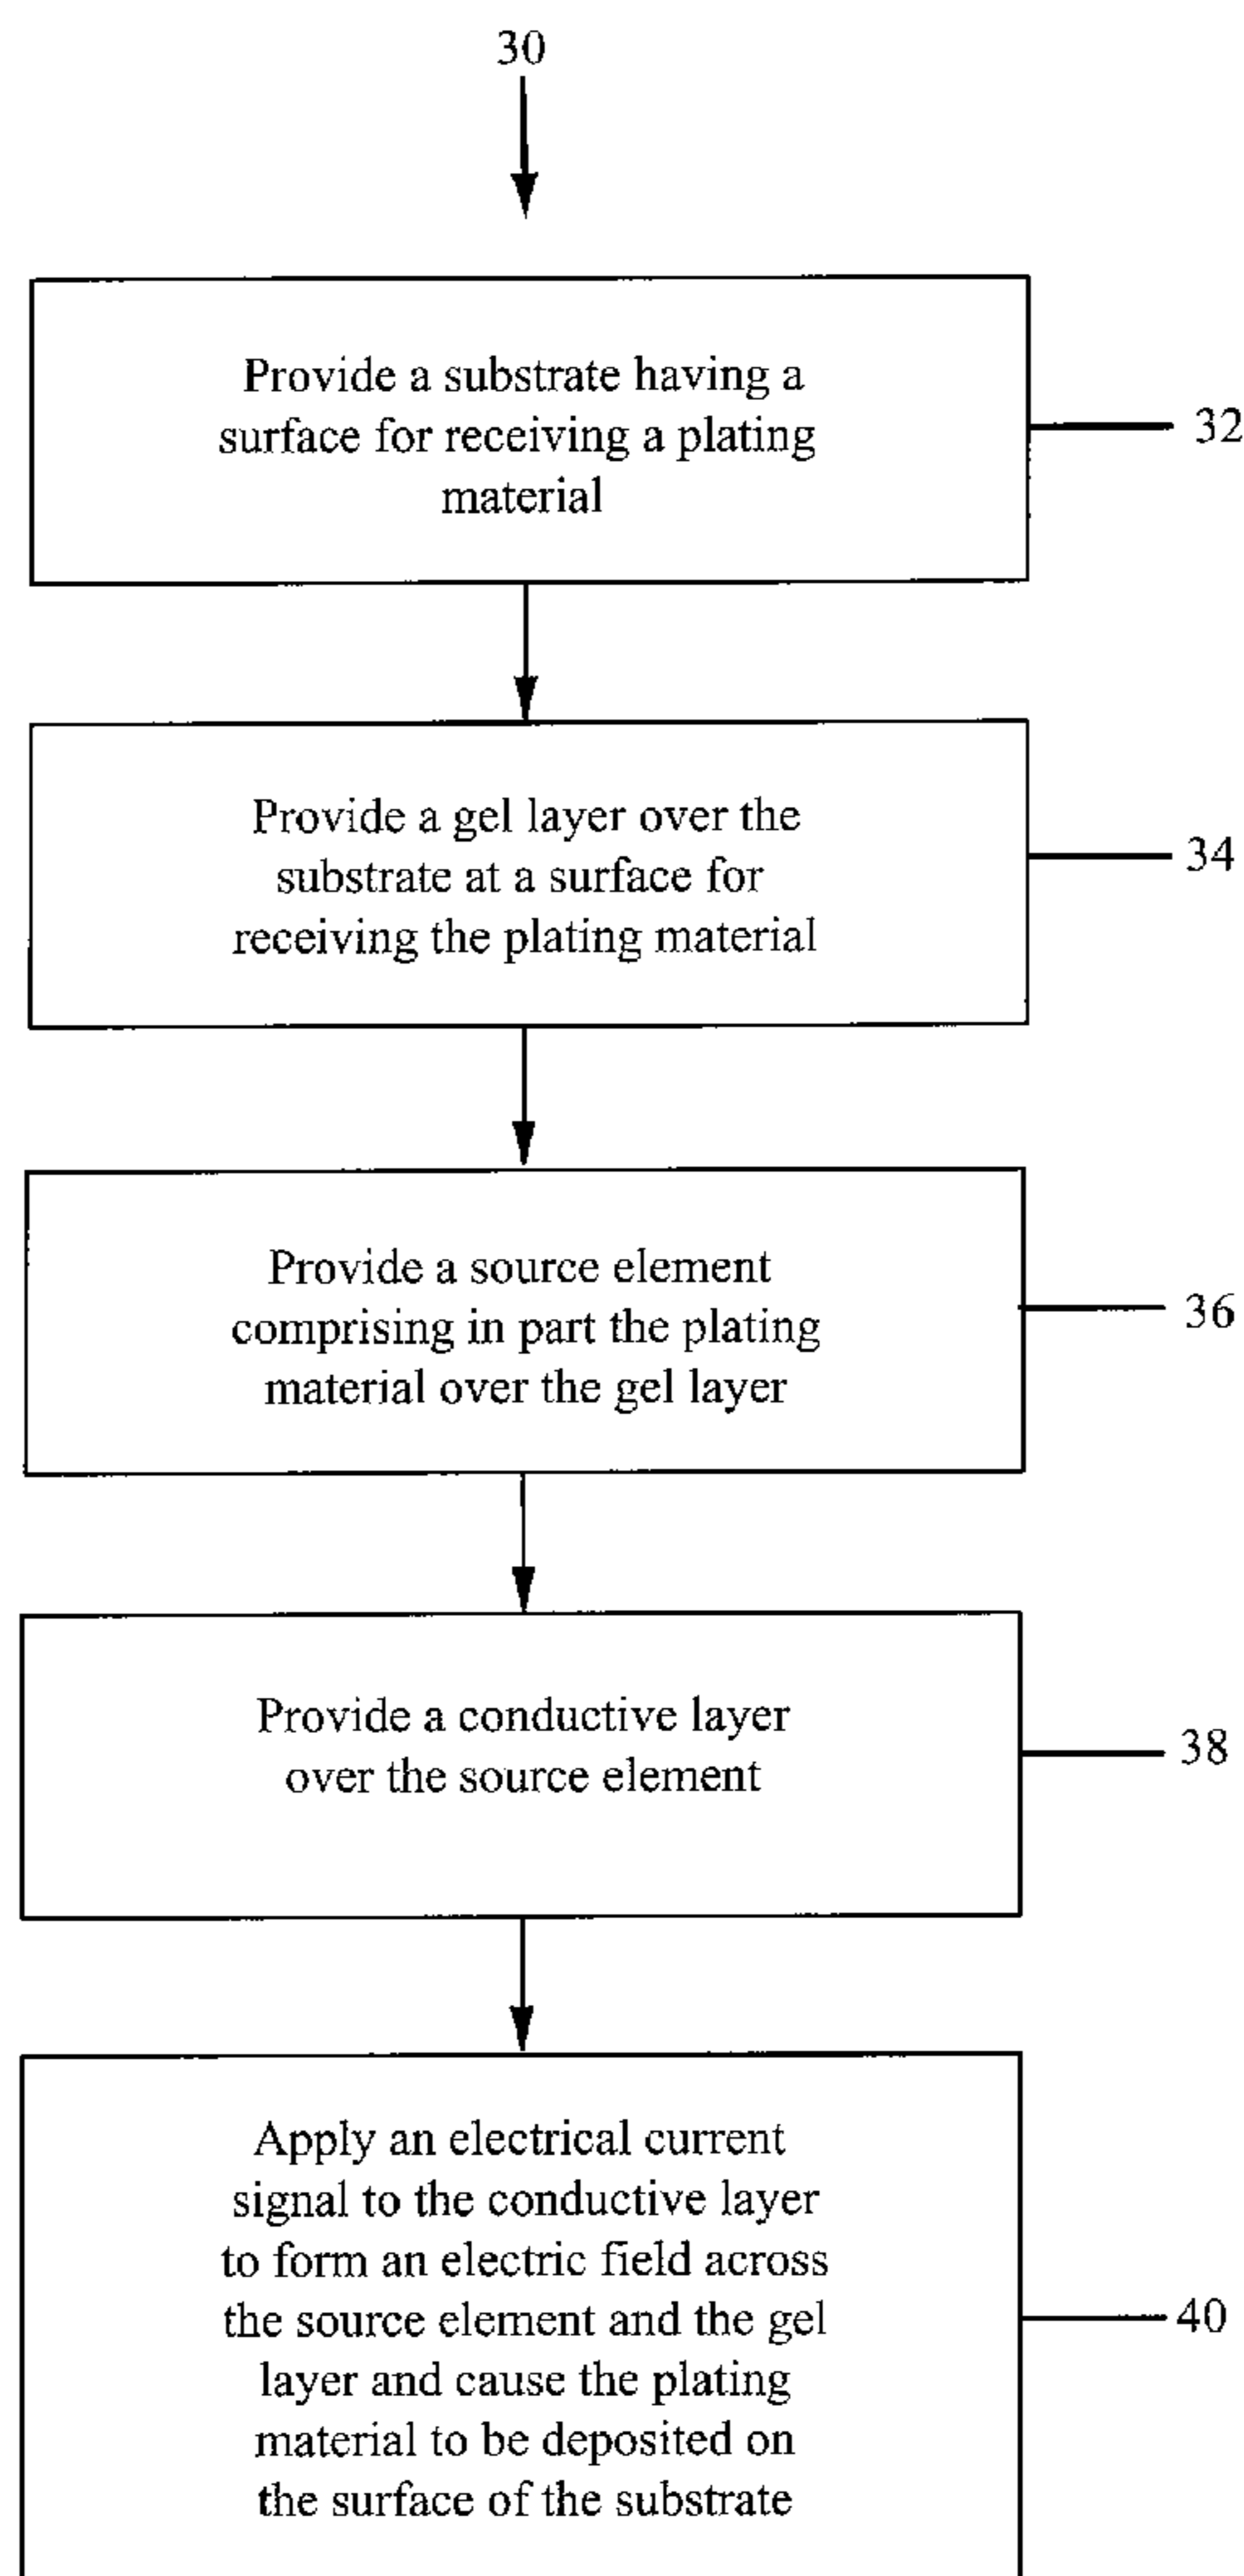 30
Provide a substrate having a
surface for receiving a plating
material
32
Provide a gel layer over the
substrate at a surface for
receiving the plating material
34
Provide a source element
comprising in part the plating
material over the gel layer
36
Provide a conductive layer
over the source element
38
Apply an electrical current
signal to the conductive layer
to form an electric field across
the source element and the gel
layer and cause the plating
material to be deposited on
the surface of the substrate
40